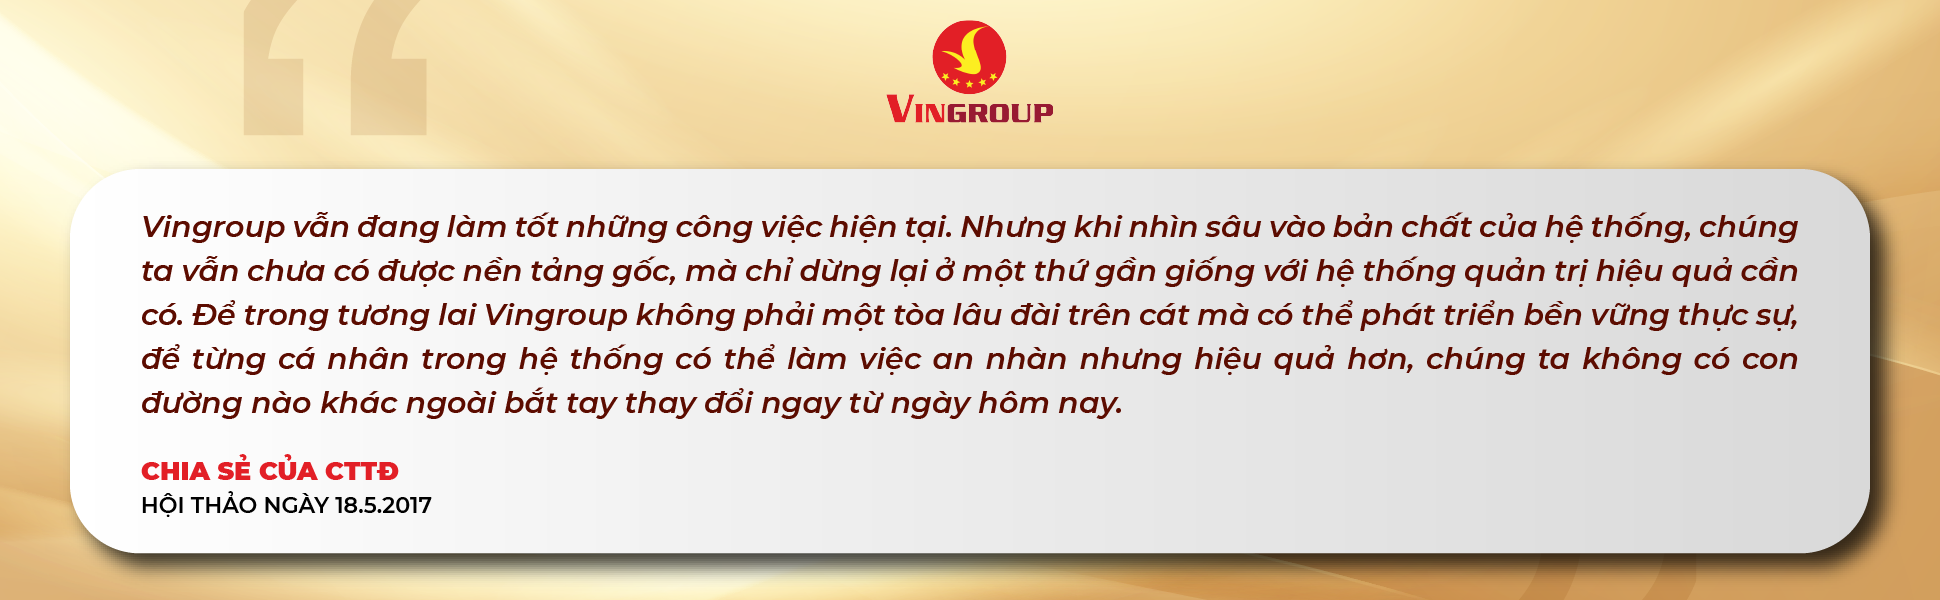 VINGROUP
Vingroup vẫn đang làm tốt những công việc hiện tại. Nhưng khi nhìn sâu vào bản chất của hệ thống, chúng
ta vẫn chưa có được nền tảng gốc, mà chỉ dừng lại ở một thứ gần giống với hệ thống quản trị hiệu quả cần
có. Để trong tương lai Vingroup không phải một tòa lâu đài trên cát mà có thể phát triển bền vững thực sự,
để từng cá nhân trong hệ thống có thể làm việc an nhàn nhưng hiệu quả hơn, chúng ta không có con
đường nào khác ngoài bắt tay thay đổi ngay từ ngày hôm nay.
CHIA SẺ CỦA CTTĐ
HỘI THẢO NGÀY 18.5.2017